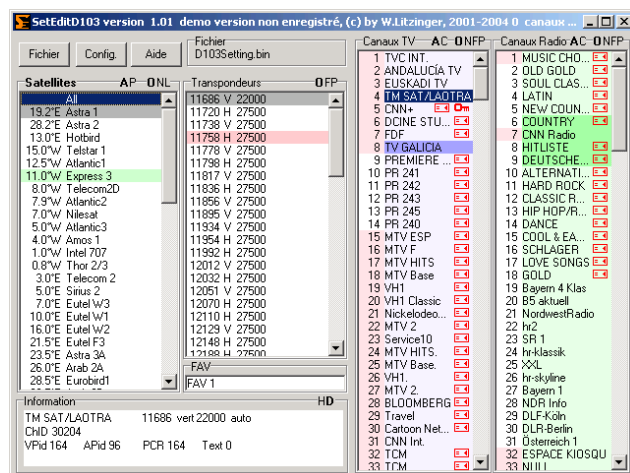 SetEditD103 version 1.01 demo version non enregistré, (c) by W.Litzinger, 2001-2004 0 canaux ...
Fichier
Config.
Aide
Fichier
D103Setting.bin
Satellites AP ONL
All
19.2°E Astra 1
28.2°E Astra 2
13.0°E Hotbird
15.0°W Telstar 1
12.5°W Atlantic1
11.0°W Express 3
8.0°W Telecom2D
7.9°W Atlantic2
7.0°W Nilesat
5.0°W Atlantic3
4.0°W Amos 1
1.0°W Intel 707
0.8°W Thor 2/3
3.0°E Telecom 2
5.0°E Sirius 2
7.0°E Eutel W3
10.0°E Eutel W1
16.0°E Eutel W2
21.5°E Eutel F3
23.5°E Astra 3A
26.0°E Arab 2A
28.5°E Eurobird1
Transpondeurs OFP
11686 V 22000
11720 H 27500
11738 V 27500
11758 H 27500
11778 V 27500
11798 H 27500
11817 V 27500
11836 H 27500
11856 V 27500
11895 V 27500
11934 V 27500
11954 H 27500
11992 H 27500
12012 V 27500
12032 H 27500
12051 V 27500
12070 H 27500
12110 H 27500
12129 V 27500
12148 H 27500
12188 H 27500
FAV
FAV 1
Information HD
TM SAT/LAOTRA 11686 vert 22000 auto
ChID 30204
VPid 164 APid 96 PCR 164 Text 0
Canaux TV AC ONFP
1 TVC INT.
2 ANDALUCÍA TV
3 EUSKADI TV
4 TM SAT/LAOTRA
5 CNN+
6 DCINE STU...
7 FDF
8 TV GALICIA
9 PREMIERE ...
10 PR 241
11 PR 242
12 PR 243
13 PR 245
14 PR 240
15 MTV ESP
16 MTV F
17 MTV HITS
18 MTV Base
19 VH1
20 VH1 Classic
21 Nickelodeo...
22 MTV 2
23 Service10
24 MTV HITS.
25 MTV Base.
26 VH1.
27 MTV 2.
28 BLOOMBERG
29 Travel
30 Cartoon Net...
31 CNN Int.
32 TCM
33 TCM
Canaux Radio AC ONFP
1 MUSIC CHO...
2 OLD GOLD
3 SOUL CLAS...
4 LATIN
5 NEW COUN...
6 COUNTRY
7 CNN Radio
8 HITLISTE
9 DEUTSCHE...
10 ALTERNATI...
11 HARD ROCK
12 CLASSIC R...
13 HIP HOP/R...
14 DANCE
15 COOL & EA...
16 SCHLAGER
17 LOVE SONGS
18 GOLD
19 Bayern 4 Klas
20 B5 aktuell
21 NordwestRadio
22 hr2
23 SR 1
24 hr-klassik
25 XXL
26 hr-skyline
27 Bayern 1
28 NDR Info
29 DLF-Köln
30 DLR-Berlin
31 Österreich 1
32 ESPACE KIOSQU
33 NULL